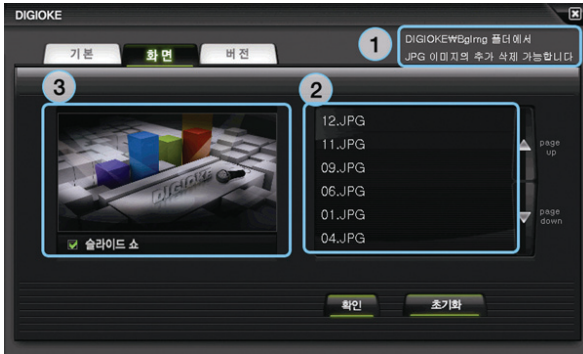 DIGIOKE
기본
화면
버전
1
DIGIOKE₩BgImg 폴더에서
JPG 이미지의 추가 삭제 가능합니다
3
2
DIGIOKE
슬라이드 쇼
12.JPG
11.JPG
09.JPG
06.JPG
01.JPG
04.JPG
page
up
page
down
확인
초기화